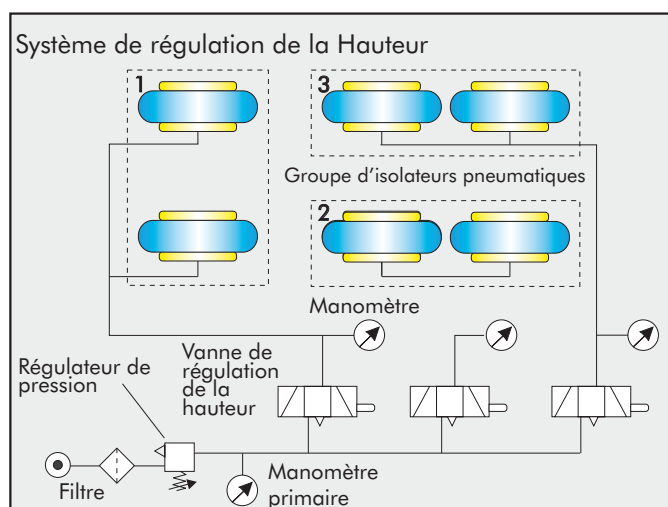 Système de régulation de la Hauteur
1
3
Groupe d'isolateurs pneumatiques
2
Manomètre
Vanne de
régulation
de la
hauteur
Régulateur de
pression
Filtre
Manomètre
primaire